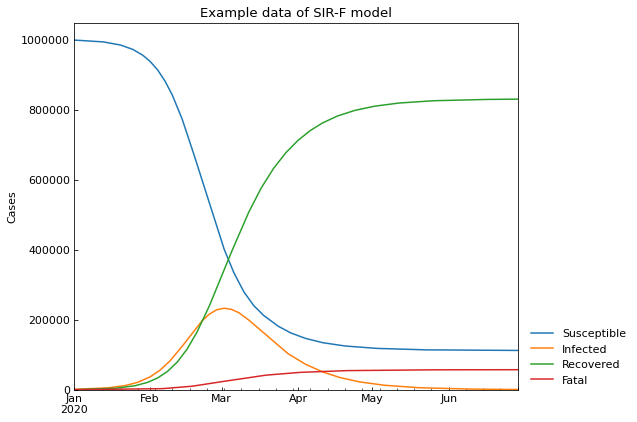 Example data of SIR-F model
1000000
800000
600000
400000
200000
0
Cases
Jan Feb Mar Apr May Jun
2020
Susceptible
Infected
Recovered
Fatal